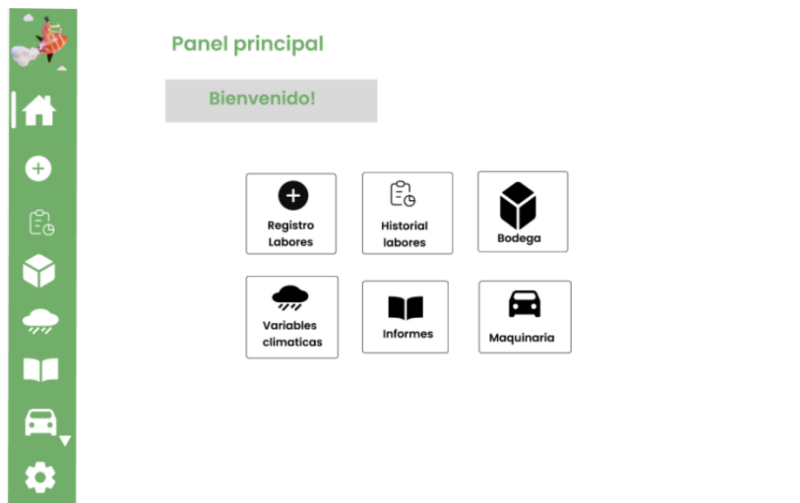 Panel principal
Bienvenido!
Registro
Labores
Historial
labores
Bodega
Variables
climaticas
Informes
Maquinaria